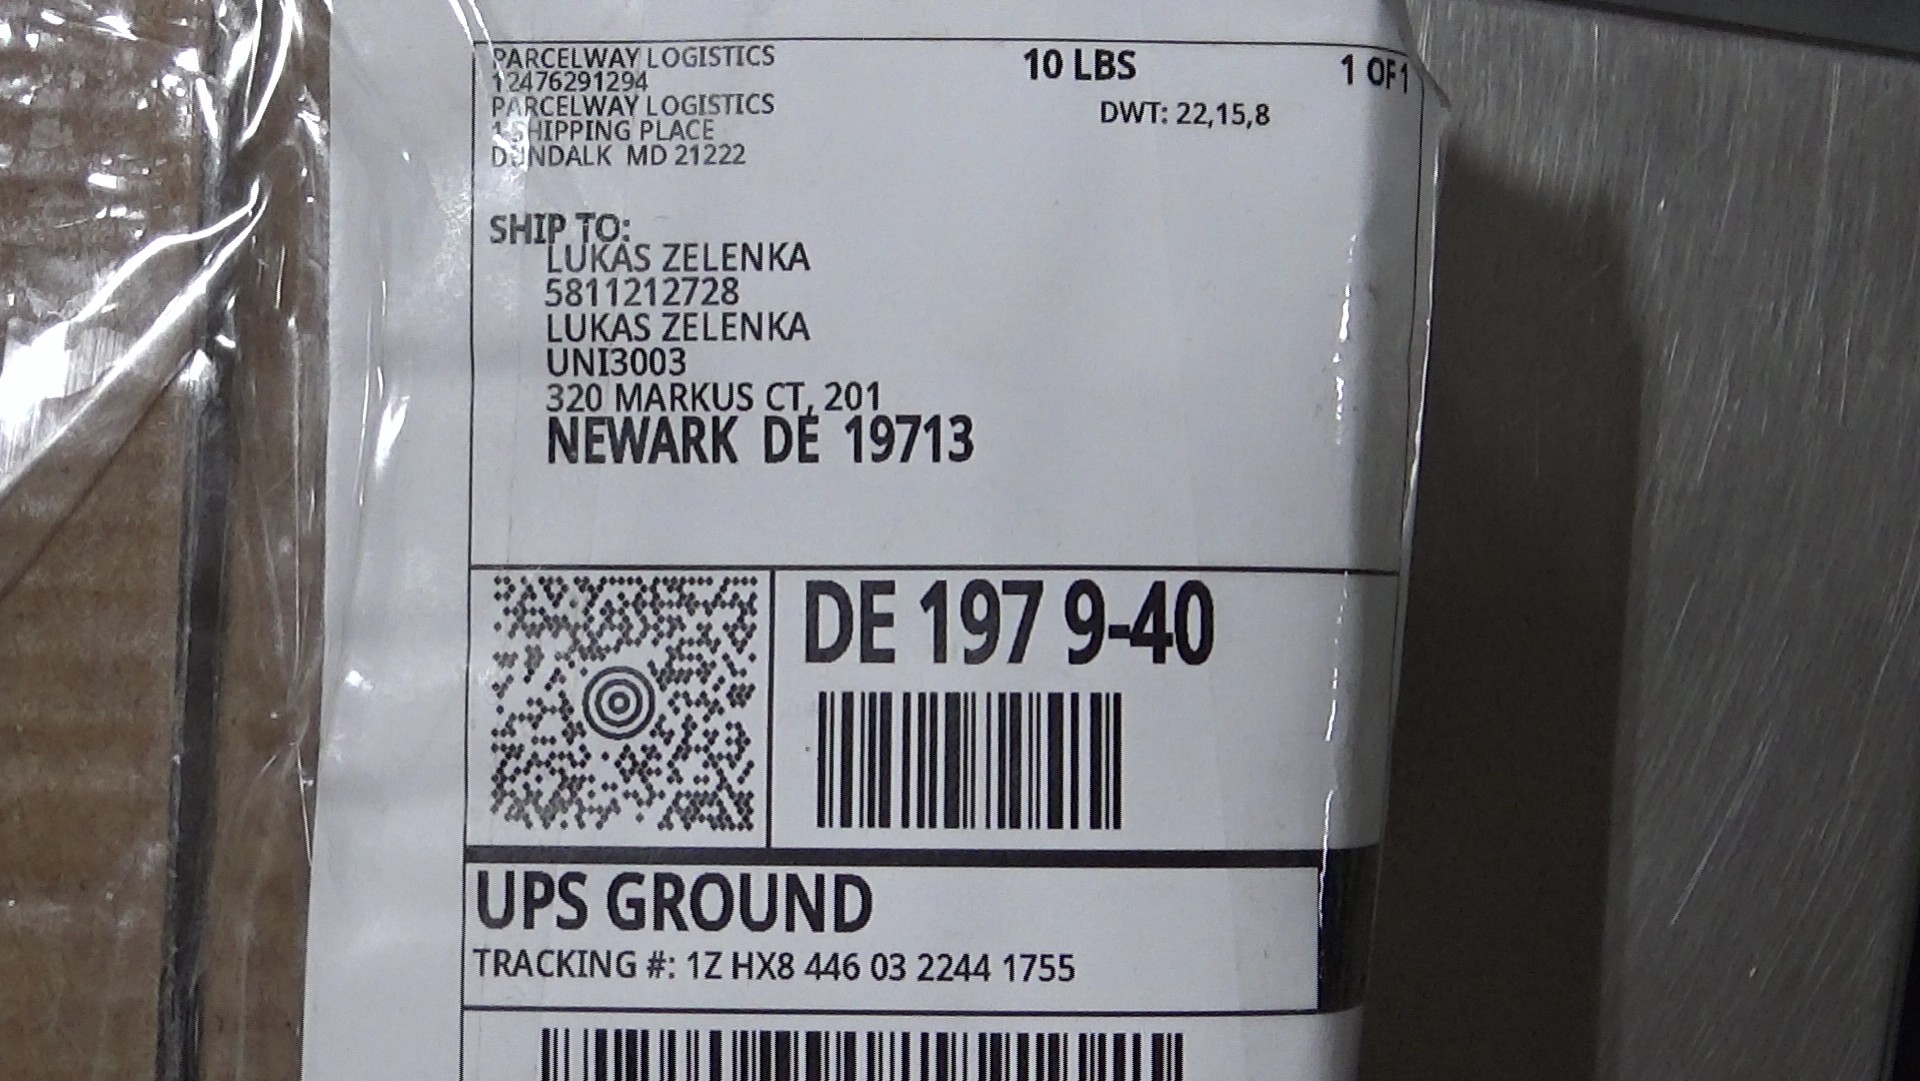 PARCELWAY LOGISTICS
12476291294
PARCELWAY LOGISTICS
1 SHIPPING PLACE
DUNDALK MD 21222
10 LBS
1 OF 1
DWT: 22,15,8
SHIP TO:
LUKAS ZELENKA
5811212728
LUKAS ZELENKA
UNI3003
320 MARKUS CT, 201
NEWARK DE 19713
DE 197 9-40
UPS GROUND
TRACKING #: 1Z HX8 446 03 2244 1755